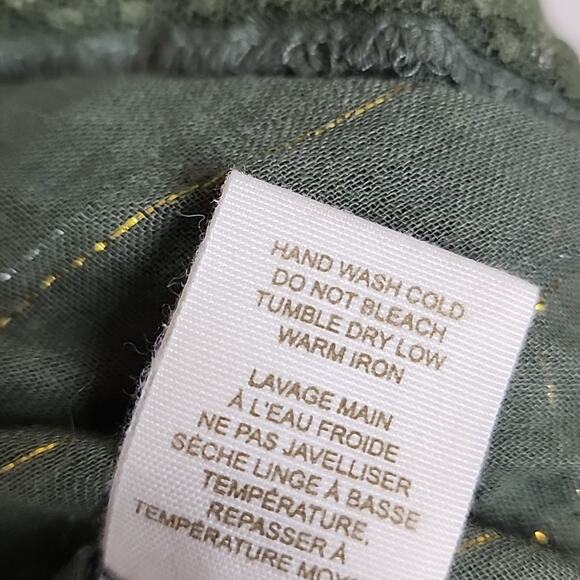 HAND WASH COLD
DO NOT BLEACH
TUMBLE DRY LOW
WARM IRON
LAVAGE MAIN
À L'EAU FROIDE
NE PAS JAVELLISER
SÈCHE LINGE À BASSE
TEMPÉRATURE,
REPASSER À
TEMPÉRATURE